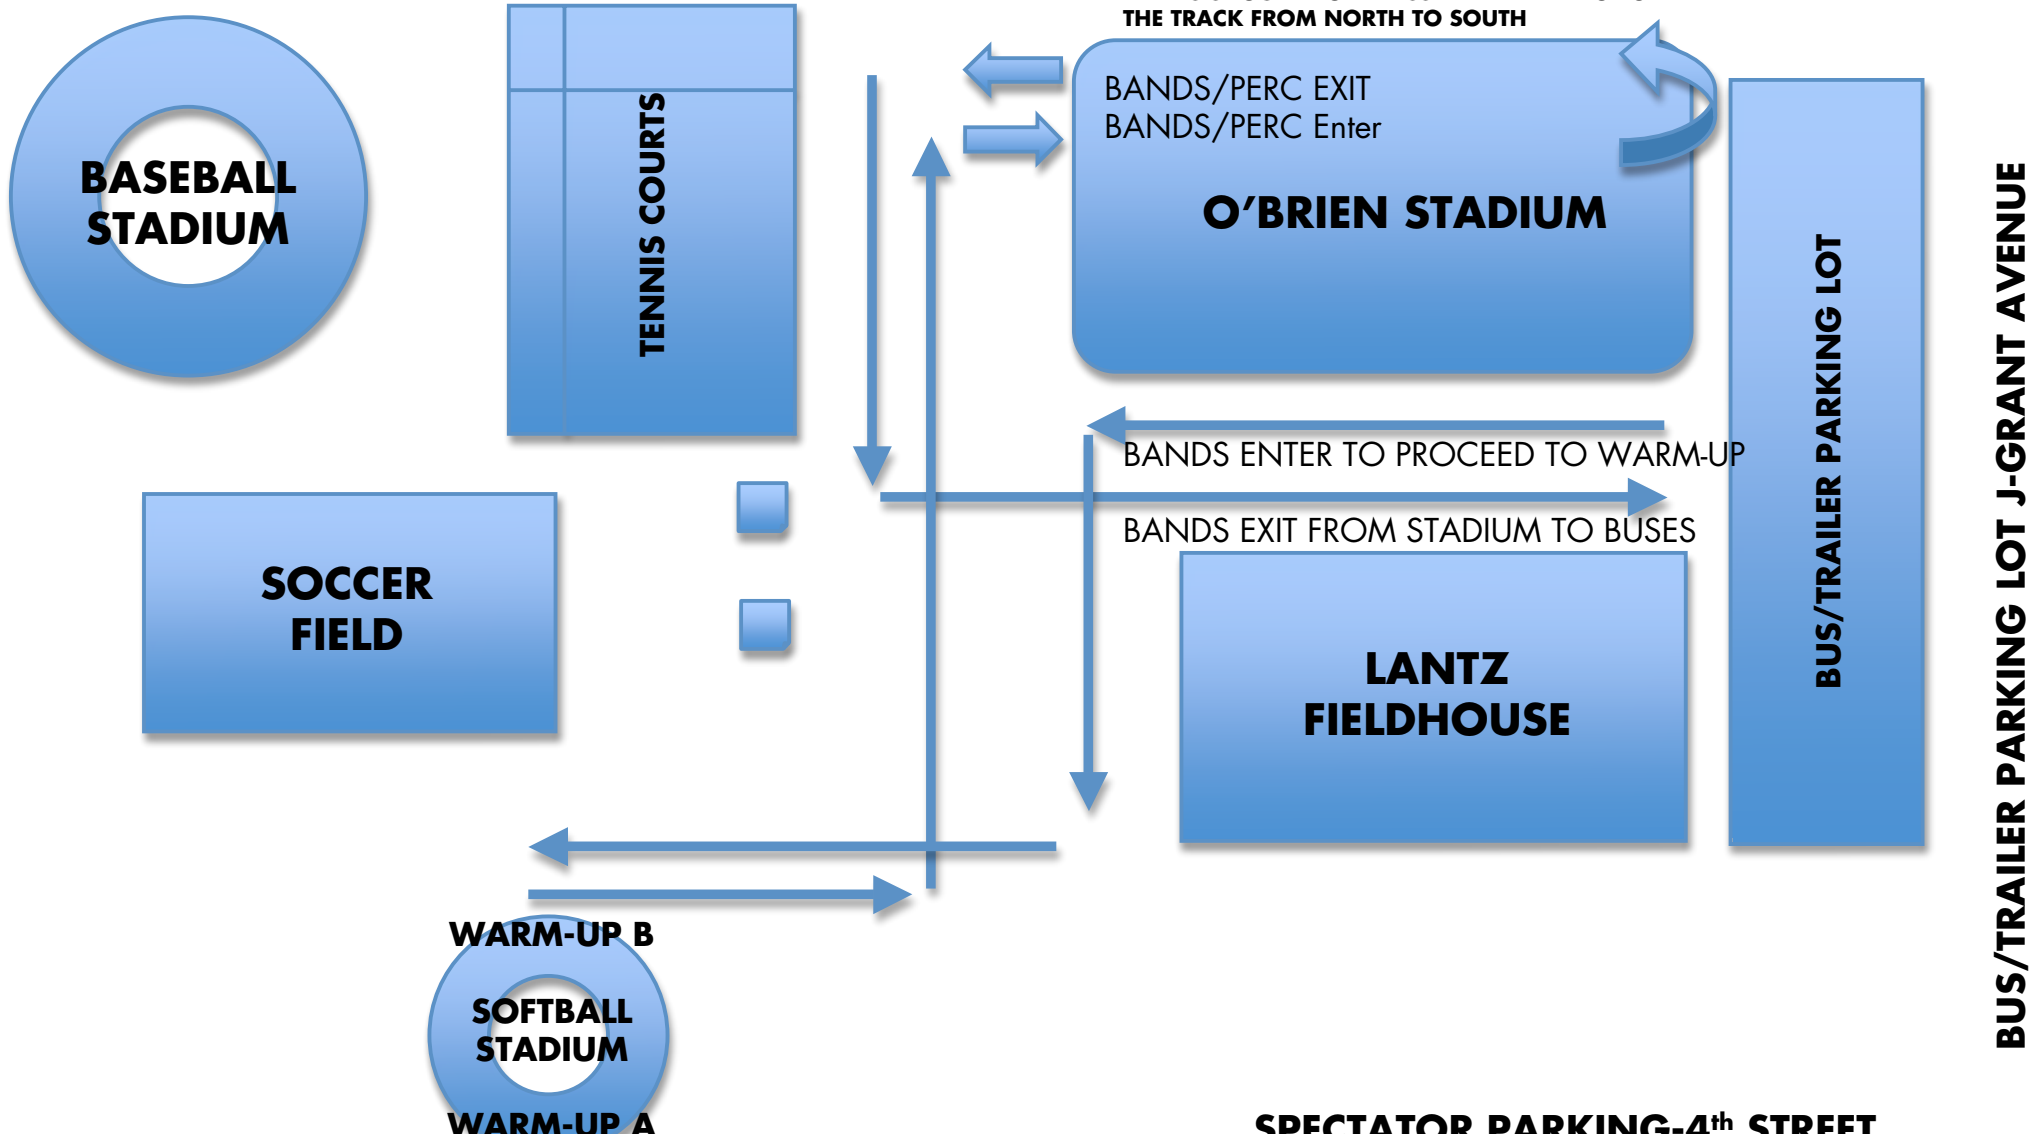 THE TRACK FROM NORTH TO SOUTH
BANDS/PERC EXIT
BANDS/PERC Enter
O’BRIEN STADIUM
BASEBALL
STADIUM
TENNIS COURTS
BANDS ENTER TO PROCEED TO WARM-UP
BANDS EXIT FROM STADIUM TO BUSES
SOCCER
FIELD
LANTZ
FIELDHOUSE
BUS/TRAILER PARKING LOT
BUS/TRAILER PARKING LOT J-GRANT AVENUE
WARM-UP B
SOFTBALL
STADIUM
WARM-UP A
SPECTATOR PARKING-4th STREET